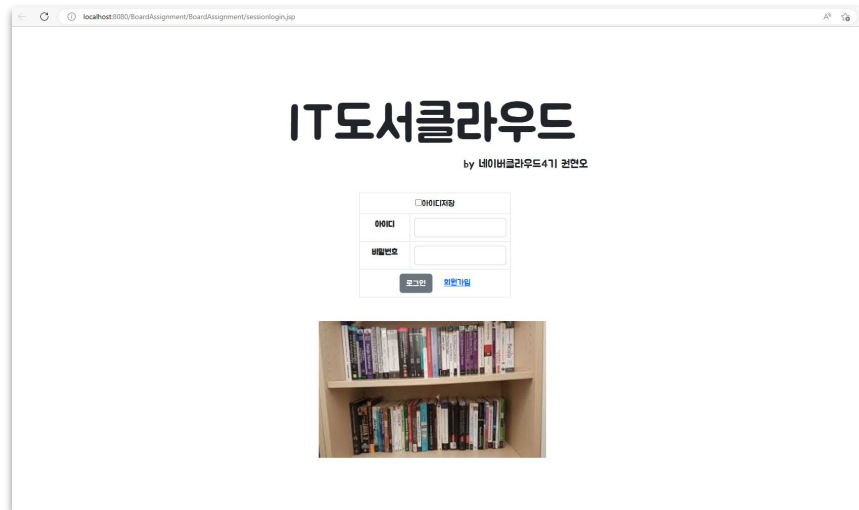 localhost:8080/BoardAssignment/BoardAssignment/sessionlogin.jsp
IT도서클라우드
by 네이버클라우드4기 권현오
아이디저장
아이디
비밀번호
로그인 회원가입